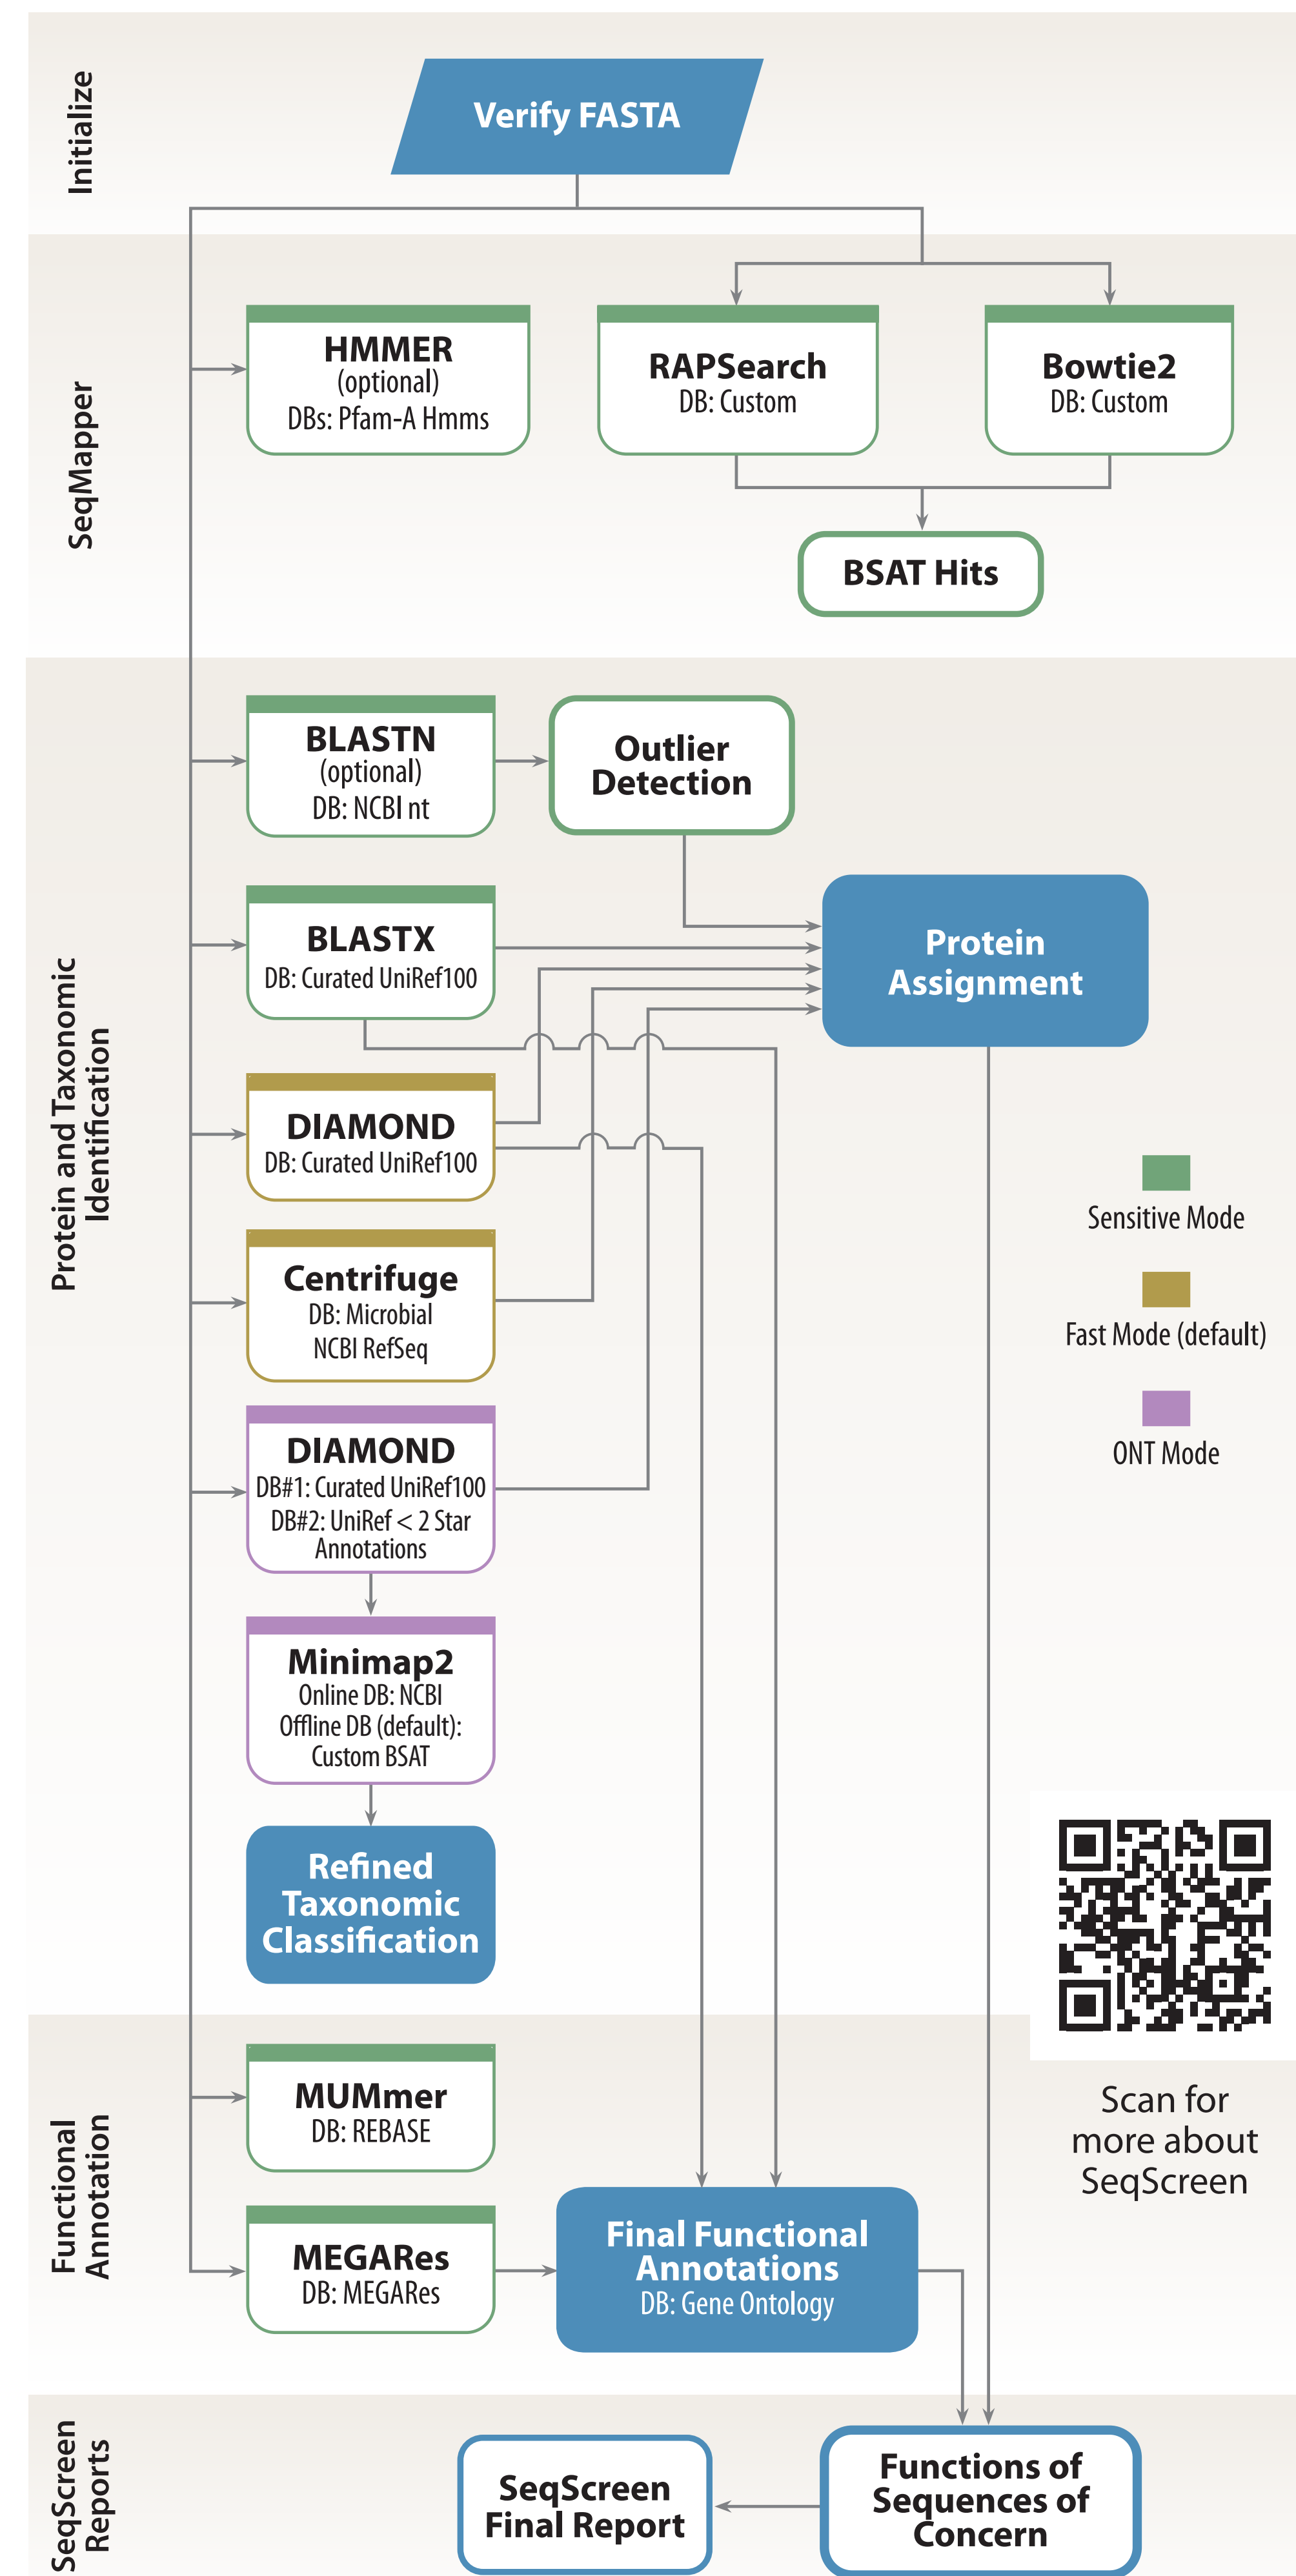 Initialize
Verify FASTA
SeqMapper
HMMER
(optional)
DBs: Pfam-A Hmms
RAPSearch
DB: Custom
Bowtie2
DB: Custom
BSAT Hits
Protein and Taxonomic
Identification
BLASTN
(optional)
DB: NCBI nt
Outlier
Detection
BLASTX
DB: Curated UniRef100
Protein
Assignment
DIAMOND
DB: Curated UniRef100
Sensitive Mode
Fast Mode (default)
ONT Mode
Centrifuge
DB: Microbial
NCBI RefSeq
DIAMOND
DB#1: Curated UniRef100
DB#2: UniRef < 2 Star
Annotations
Minimap2
Online DB: NCBI
Offline DB (default):
Custom BSAT
Refined
Taxonomic
Classification
Scan for
more about
SeqScreen
Functional
Annotation
MUMmer
DB: REBASE
MEGARes
DB: MEGARes
Final Functional
Annotations
DB: Gene Ontology
SeqScreen
Reports
SeqScreen
Final Report
Functions of
Sequences of
Concern